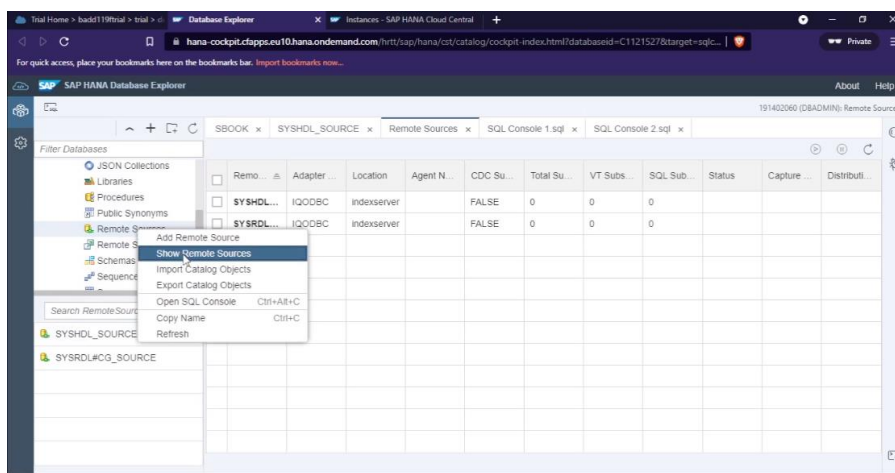 Trial Home > badd119ftrial > trial > d
Database Explorer
Instances - SAP HANA Cloud Central
hana-cockpit.cfapps.eu10.hana.ondemand.com/hrtt/sap/hana/cst/catalog/cockpit-index.html?databaseid=C1121527&target=sqlc...
Private
For quick access, place your bookmarks here on the bookmarks bar. Import bookmarks now...
SAP SAP HANA Database Explorer
About Help
191402060 (DBADMIN): Remote Source
SBOOK
SYSHDL_SOURCE
Remote Sources
SQL Console 1.sql
SQL Console 2.sql
Filter Databases
JSON Collections
Libraries
Procedures
Public Synonyms
Remote Sources
Remote S
Schemas
Sequence
Add Remote Source
Show Remote Sources
Import Catalog Objects
Export Catalog Objects
Open SQL Console Ctrl+Alt+C
Copy Name Ctrl+C
Refresh
Search RemoteSour
SYSHDL_SOURCE
SYSRDL#CG_SOURCE
Remo... Adapter ... Location Agent N... CDC Su... Total Su... VT Subs... SQL Sub... Status Capture ... Distributi...
SYSHDL... IQODBC indexserver FALSE 0 0 0
SYSRDL... IQODBC indexserver FALSE 0 0 0